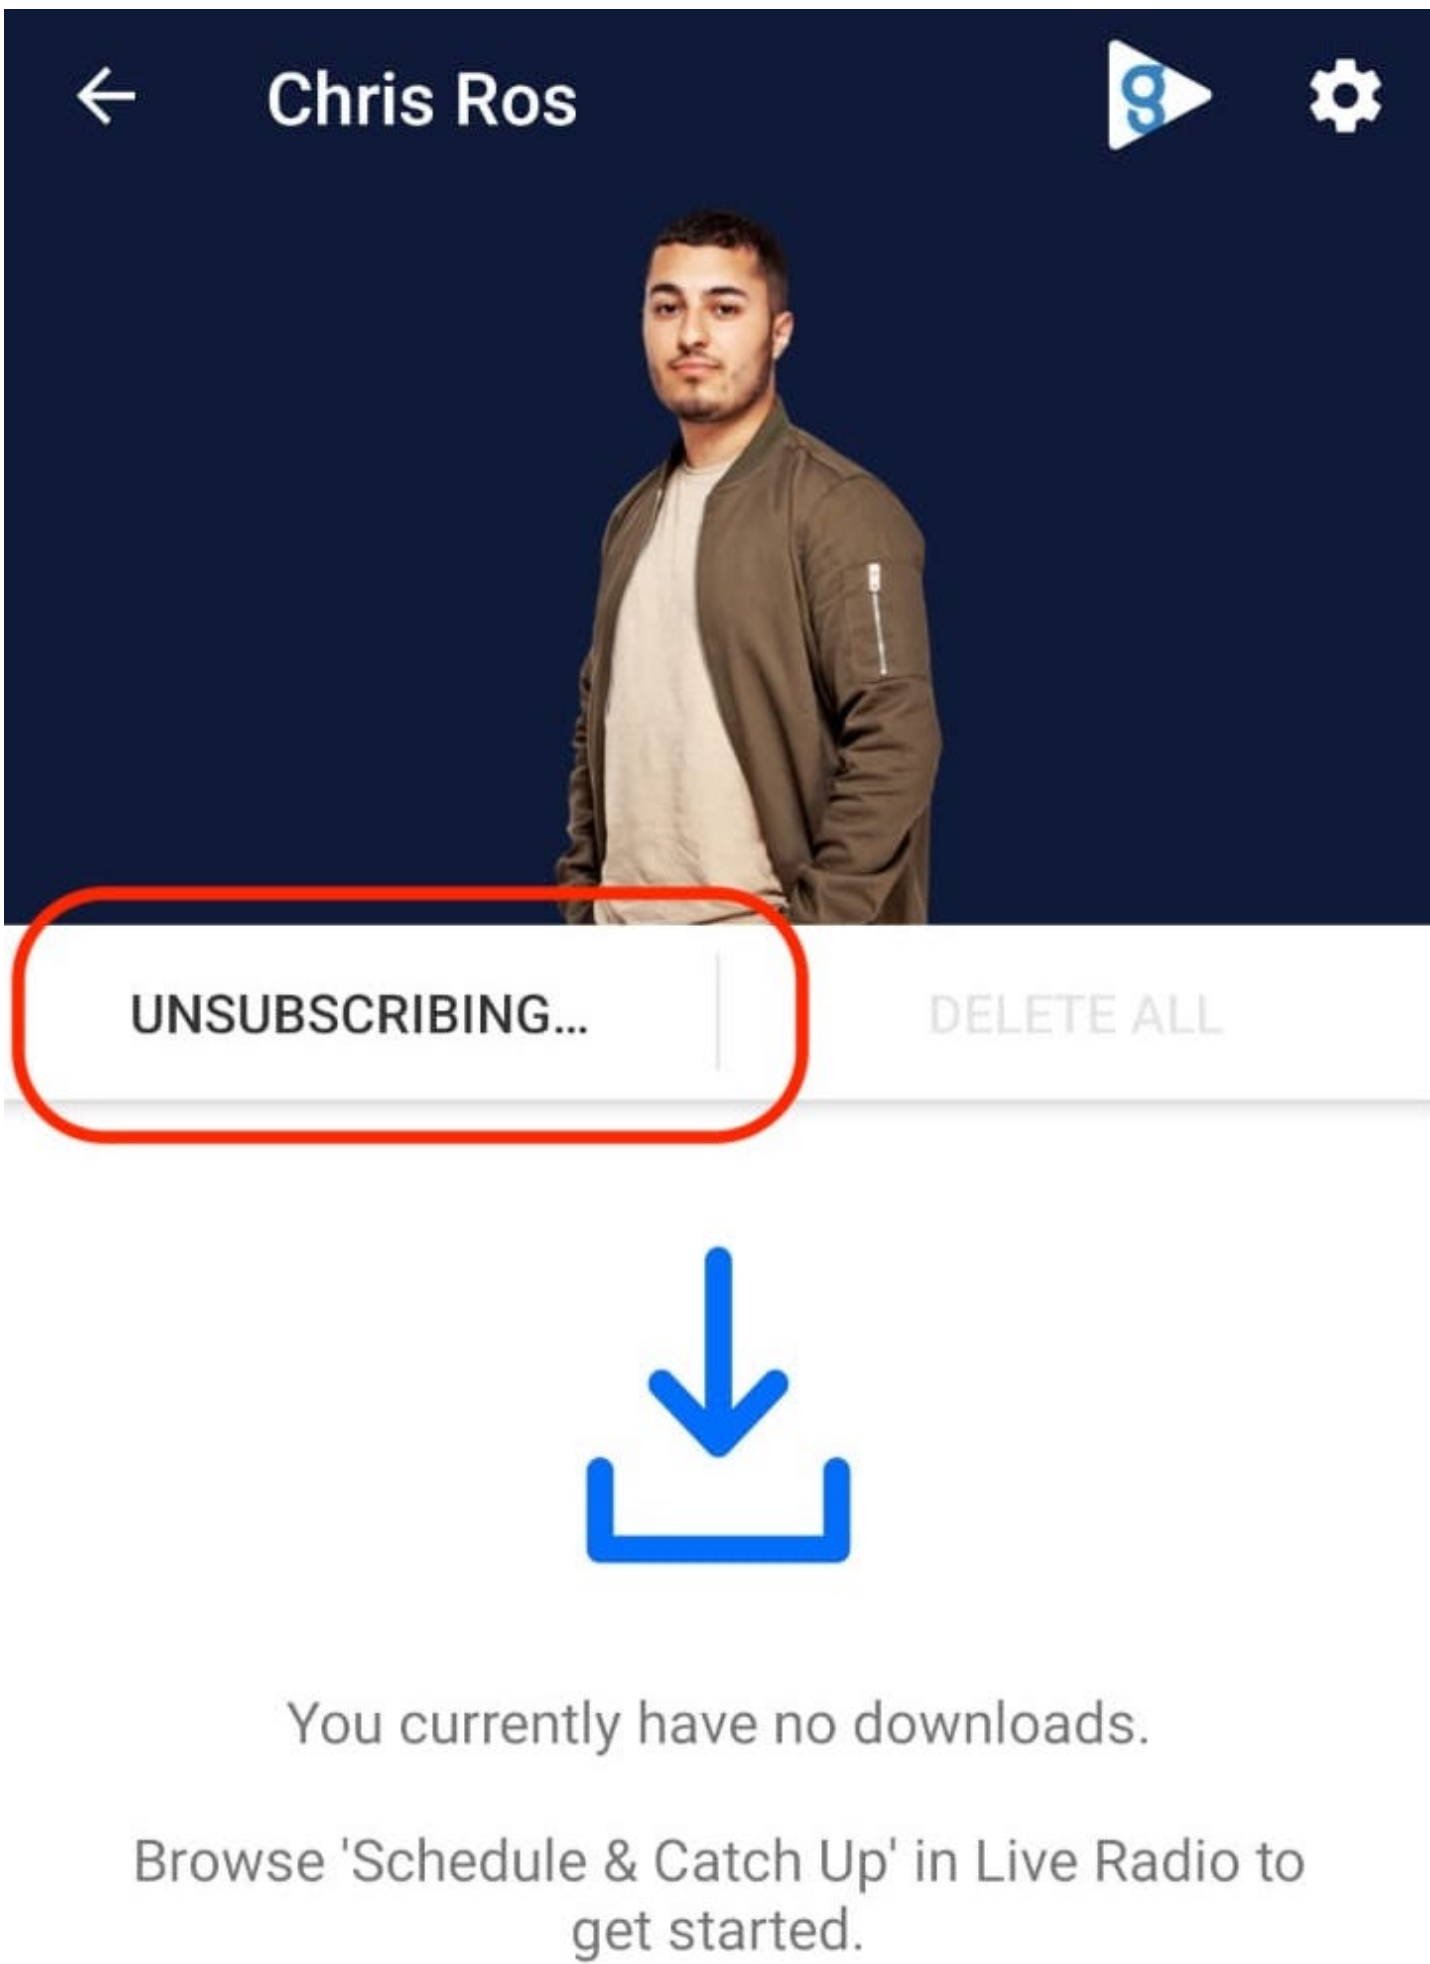 Chris Ros
g
UNSUBSCRIBING...
DELETE ALL
You currently have no downloads.
Browse 'Schedule & Catch Up' in Live Radio to
get started.